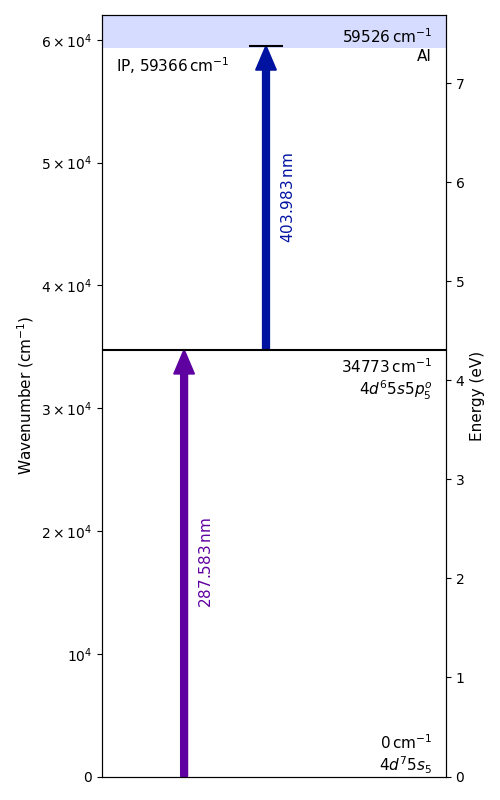 6 × 10⁴
59526 cm⁻¹
AI
IP, 59366 cm⁻¹
7
5 × 10⁴
6
403.983 nm
5
4 × 10⁴
34773 cm⁻¹
4d⁶5s5p₅ᵒ
4
3 × 10⁴
Wavenumber (cm⁻¹)
Energy (eV)
3
2 × 10⁴
287.583 nm
2
10⁴
1
0 cm⁻¹
4d⁷5s₅
0
0